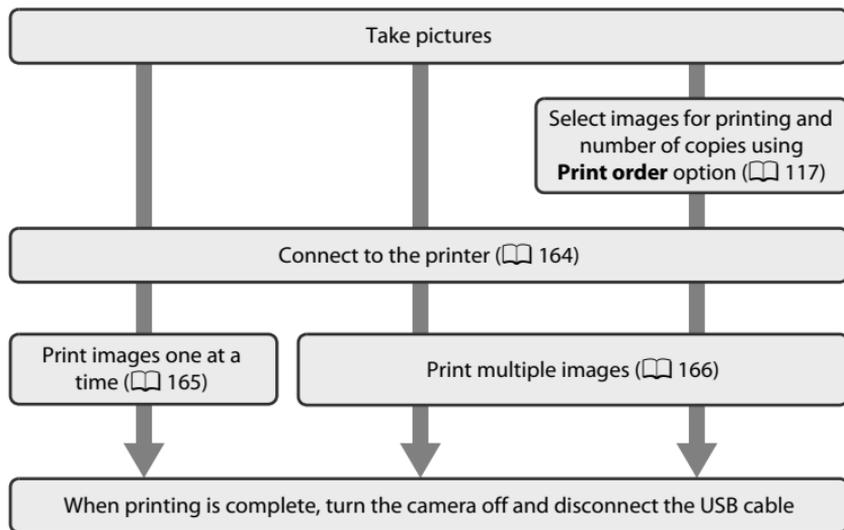 Take pictures
Select images for printing and
number of copies using
Print order option (📖 117)
Connect to the printer (📖 164)
Print images one at a
time (📖 165)
Print multiple images (📖 166)
When printing is complete, turn the camera off and disconnect the USB cable